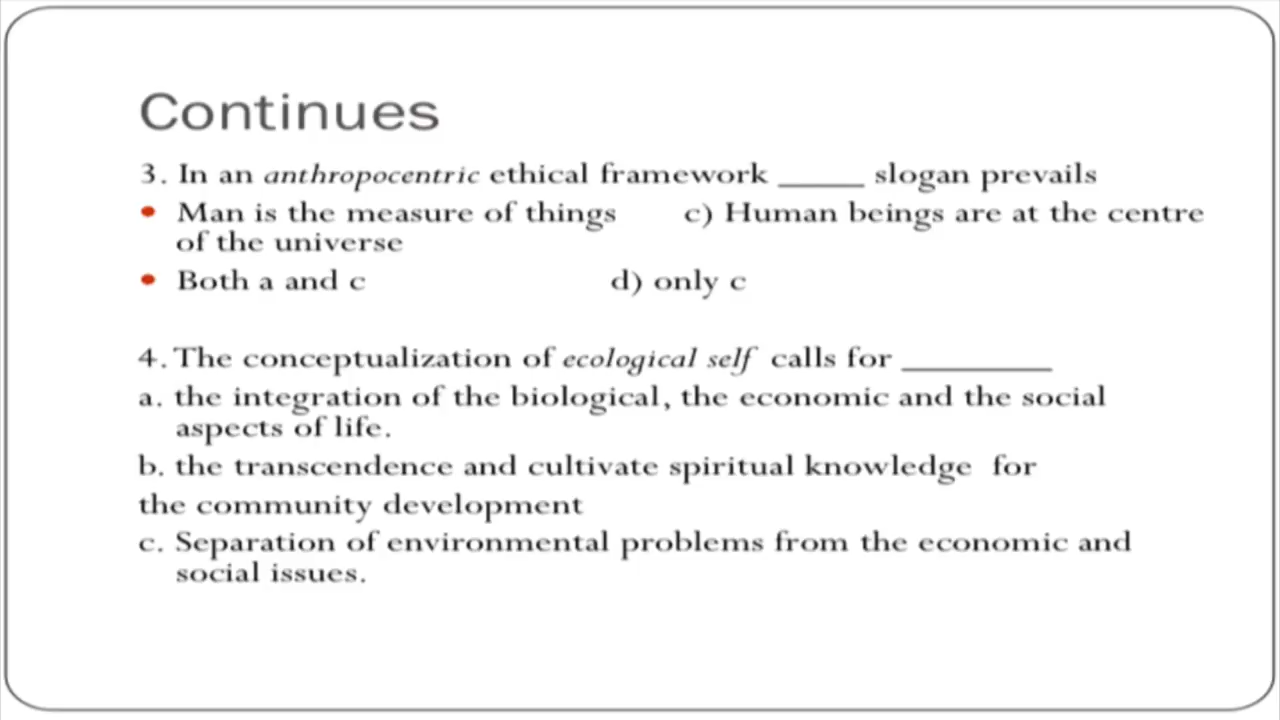 Continues
3. In an anthropocentric ethical framework _____ slogan prevails
• Man is the measure of things c) Human beings are at the centre
of the universe
• Both a and c d) only c
4. The conceptualization of ecological self calls for _________
a. the integration of the biological, the economic and the social
aspects of life.
b. the transcendence and cultivate spiritual knowledge for
the community development
c. Separation of environmental problems from the economic and
social issues.